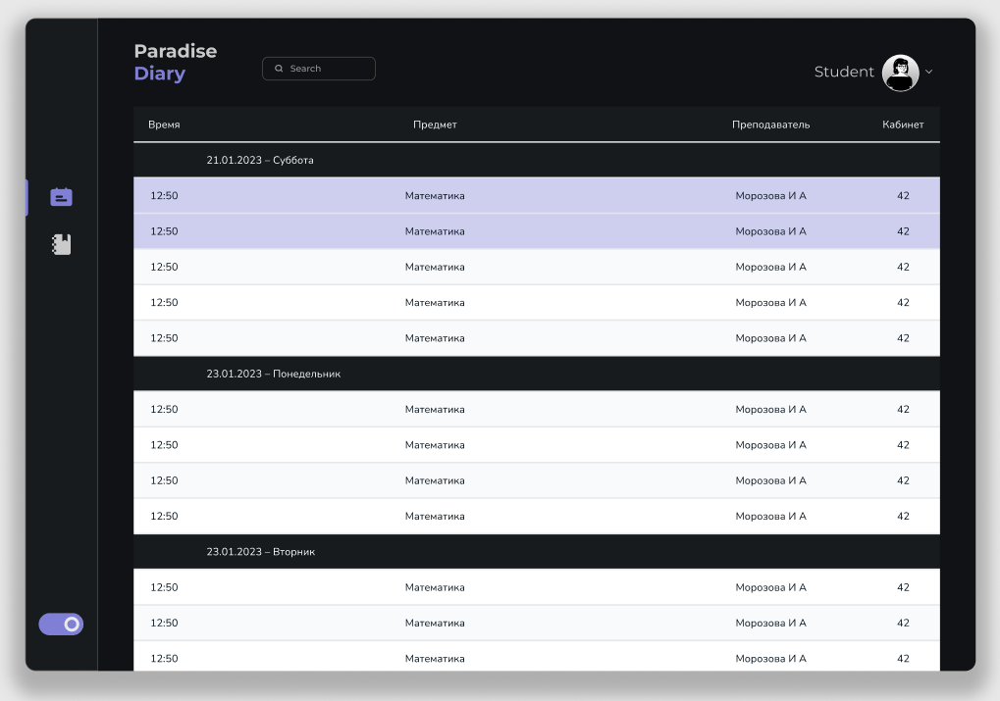 Paradise
Diary
Search
Student
Время Предмет Преподаватель Кабинет
21.01.2023 – Суббота
12:50 Математика Морозова И А 42
12:50 Математика Морозова И А 42
12:50 Математика Морозова И А 42
12:50 Математика Морозова И А 42
12:50 Математика Морозова И А 42
23.01.2023 – Понедельник
12:50 Математика Морозова И А 42
12:50 Математика Морозова И А 42
12:50 Математика Морозова И А 42
12:50 Математика Морозова И А 42
23.01.2023 – Вторник
12:50 Математика Морозова И А 42
12:50 Математика Морозова И А 42
12:50 Математика Морозова И А 42